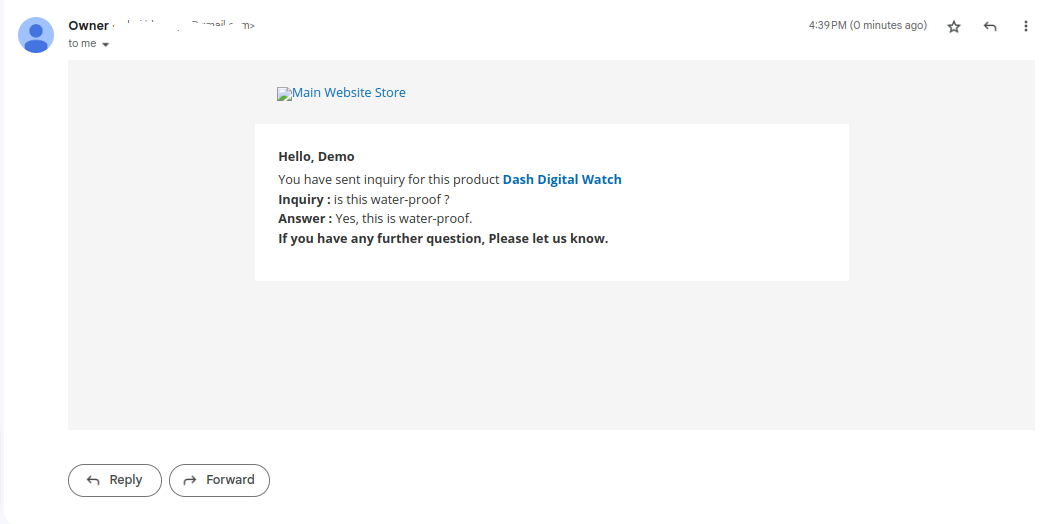 Owner
4:39PM (0 minutes ago)
to me
Main Website Store
Hello, Demo
You have sent inquiry for this product Dash Digital Watch
Inquiry : is this water-proof ?
Answer : Yes, this is water-proof.
If you have any further question, Please let us know.
Reply
Forward